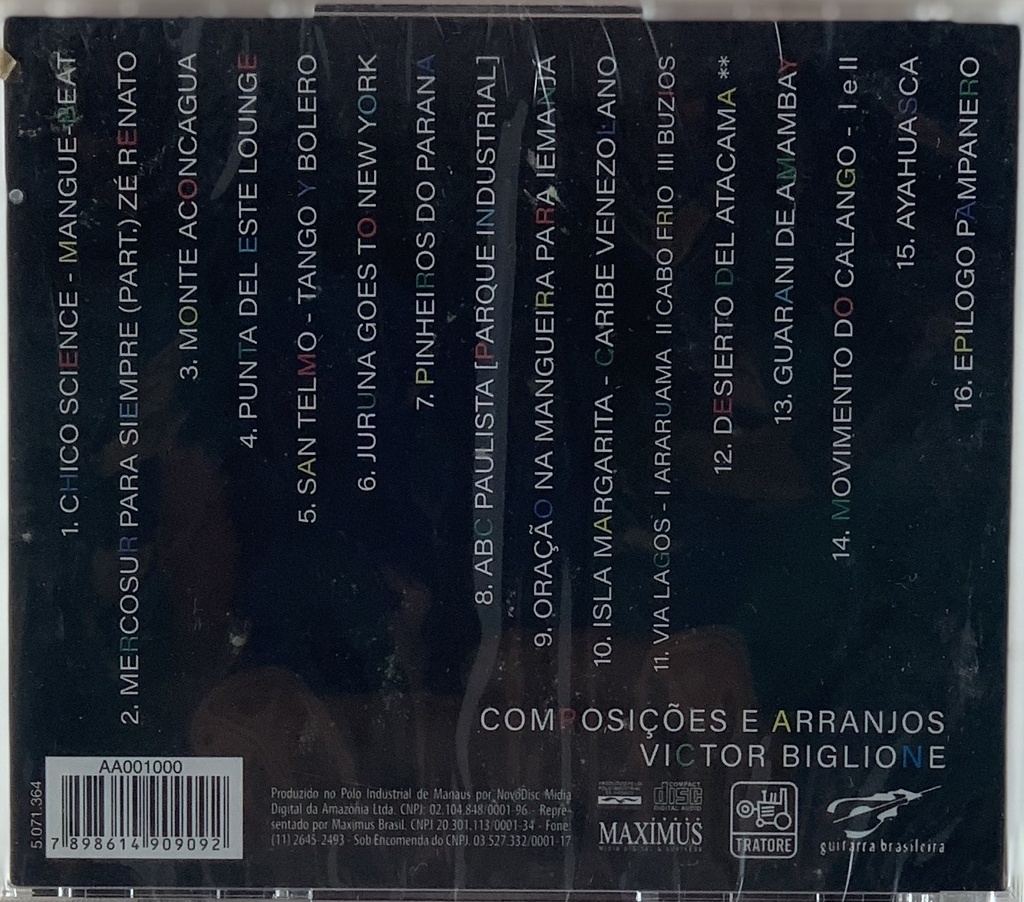 1. CHICO SCIENCE - MANGUE-BEAT
2. MERCOSUR PARA SIEMPRE (PART.) ZÉ RENATO
3. MONTE ACONCAGUA
4. PUNTA DEL ESTE LOUNGE
5. SAN TELMO - TANGO Y BOLERO
6. JURUNA GOES TO NEW YORK
7. PINHEIROS DO PARANÁ
8. ABC PAULISTA [PARQUE INDUSTRIAL]
9. ORAÇÃO NA MANGUEIRA PARA IEMANJÁ
10. ISLA MARGARITA - CARIBE VENEZOLANO
11. VIA LAGOS - I ARARUAMA II CABO FRIO III BUZIOS
12. DESIERTO DEL ATACAMA **
13. GUARANI DE AMAMBAY
14. MOVIMENTO DO CALANGO - I e II
15. AYAHUASCA
16. EPILOGO PAMPANERO
COMPOSIÇÕES E ARRANJOS
VICTOR BIGLIONE
5.071.364
AA001000
7 898614 909092
Produzido no Polo Industrial de Manaus por NovoDisc Mídia
Digital da Amazônia Ltda. CNPJ: 02.104.848/0001-96 - Repre-
sentado por Maximus Brasil. CNPJ 20.301.113/0001-34 - Fone:
(11) 2645-2493 - Sob Encomenda do CNPJ. 03.527.332/0001-17
MAXIMUS
COMPACT
disc
DIGITAL AUDIO
TRATORE
guitarra brasileira